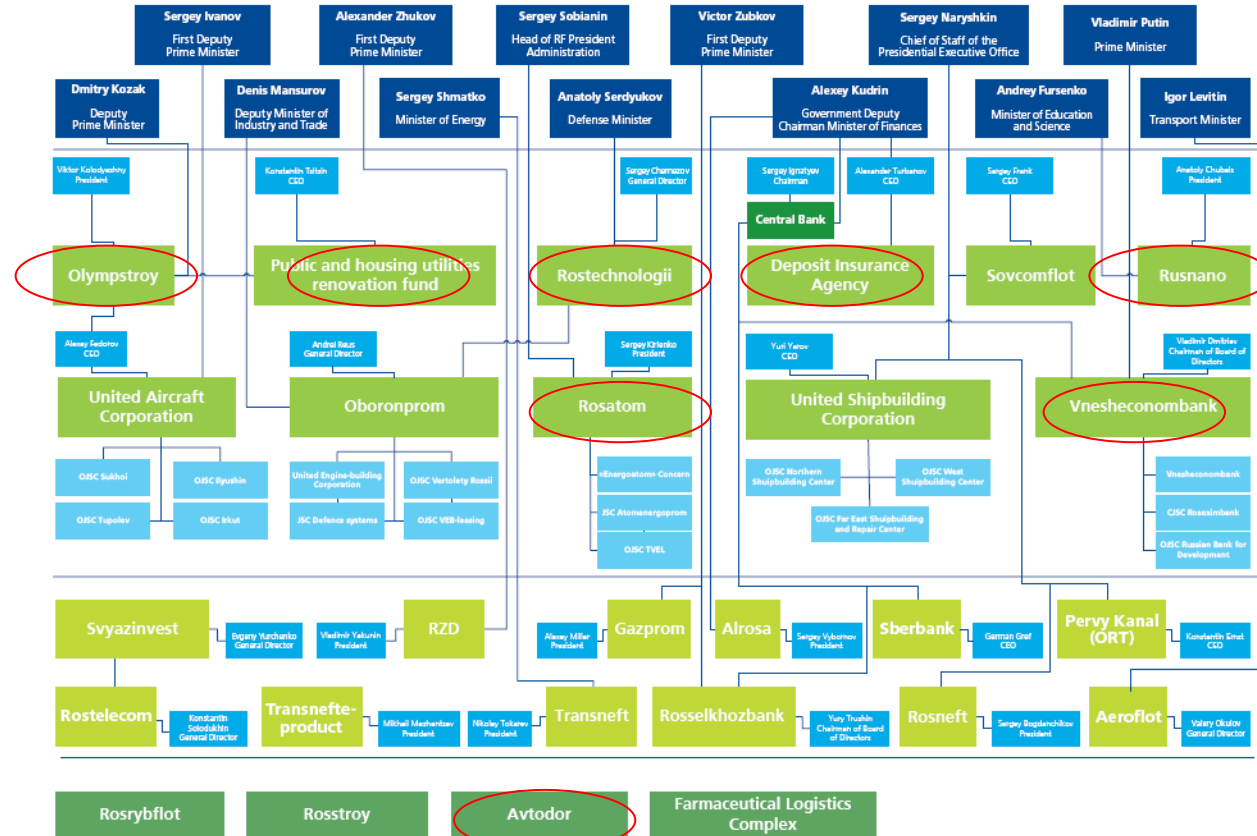 Sergey Ivanov
First Deputy
Prime Minister
Alexander Zhukov
First Deputy
Prime Minister
Sergey Sobianin
Head of RF President
Administration
Victor Zubkov
First Deputy
Prime Minister
Sergey Naryshkin
Chief of Staff of the
Presidential Executive Office
Vladimir Putin
Prime Minister
Dmitry Kozak
Deputy
Prime Minister
Denis Mansurov
Deputy Minister of
Industry and Trade
Sergey Shmatko
Minister of Energy
Anatoly Serdyukov
Defense Minister
Alexey Kudrin
Government Deputy
Chairman Minister of Finances
Andrey Fursenko
Minister of Education
and Science
Igor Levitin
Transport Minister
Viktor Kolodyashny
President
Konstantin Tsitsin
CEO
Sergey Chemezov
General Director
Sergey Ignatyev
Chairman
Alexander Turbanov
CEO
Sergey Frank
CEO
Anatoly Chubais
President
Central Bank
Olympstroy
Public and housing utilities
renovation fund
Rostechnologii
Deposit Insurance
Agency
Sovcomflot
Rusnano
Alexey Fedorov
CEO
Andrei Reus
General Director
Sergey Kirienko
President
Yuri Yarov
CEO
Vladimir Dmitriev
Chairman of Board of
Directors
United Aircraft
Corporation
Oboronprom
Rosatom
United Shipbuilding
Corporation
Vnesheconombank
OJSC Sukhoi
OJSC Ilyushin
United Engine-building
Corporation
OJSC Vertolety Rossii
«Energoatom» Concern
OJSC Northern
Shuipbuilding Center
OJSC West
Shuipbuilding Center
Vnesheconombank
OJSC Tupolev
OJSC Irkut
JSC Defence systems
OJSC VEB-leasing
JSC Atomenergoprom
OJSC Far East Shuipbuilding
and Repair Center
CJSC Roseximbank
OJSC TVEL
OJSC Russian Bank for
Development
Svyazinvest
Evgeny Yurchenko
General Director
Vladimir Yakunin
President
RZD
Alexey Miller
President
Gazprom
Alrosa
Sergey Vybornov
President
Sberbank
German Gref
CEO
Pervy Kanal
(ORT)
Konstantin Ernst
CEO
Rostelecom
Konstantin
Solodukhin
General Director
Transnefte-
product
Mikhail Mashentsev
President
Nikolay Tokarev
President
Transneft
Rosselkhozbank
Yury Trushin
Chairman of Board
of Directors
Rosneft
Sergey Bogdanchikov
President
Aeroflot
Valery Okulov
General Director
Rosrybflot
Rosstroy
Avtodor
Farmaceutical Logistics
Complex